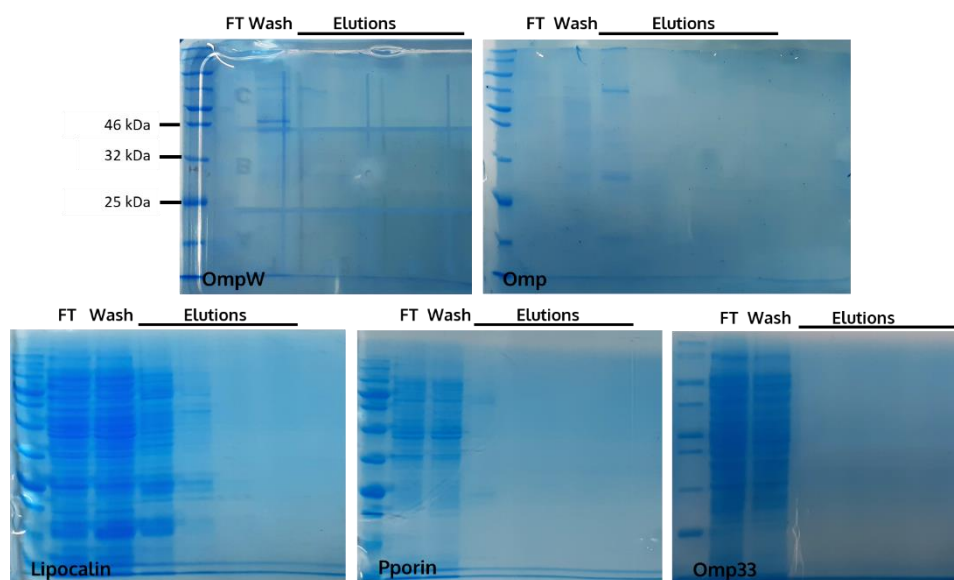 FT Wash Elutions
FT Wash Elutions
46 kDa
32 kDa
25 kDa
OmpW
Omp
FT Wash Elutions
FT Wash Elutions
FT Wash Elutions
Lipocalin
Pporin
Omp33